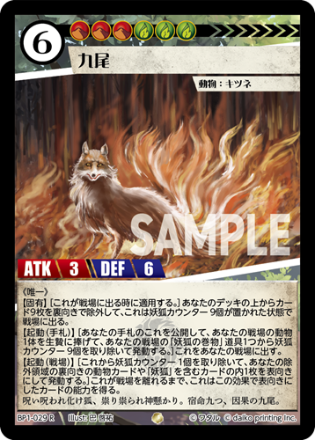 6
九尾
動物：キツネ
SAMPLE
ATK 3 DEF 6
《唯一》
【固有】［これが戦場に出る時に適用する。］あなたのデッキの上からカー
ド9枚を裏向きで除外して、これは妖狐カウンター9個が置かれた状態で
戦場に出る。
【起動（手札）】［あなたの手札のこれを公開して、あなたの戦場の動物
1体を生贄に捧げて、あなたの戦場の「妖狐の巻物」道具1つから妖狐
カウンター9個を取り除いて発動する。］これを戦場に出す。
【起動（戦場）】［これから妖狐カウンター1個を取り除いて、あなたの除
外領域の裏向きの動物カードや「妖狐」を含むカードの内1枚を表向きに
して発動する。］これが戦場を離れるまで、これはこの効果で表向きにし
たカードの能力を得る。
呪い呪われ化け狐、祟り祟られ神懸かり。宿命九つ、因果の九尾。
BP1-029 R Illust:
© ワタル © daiko printing Inc.